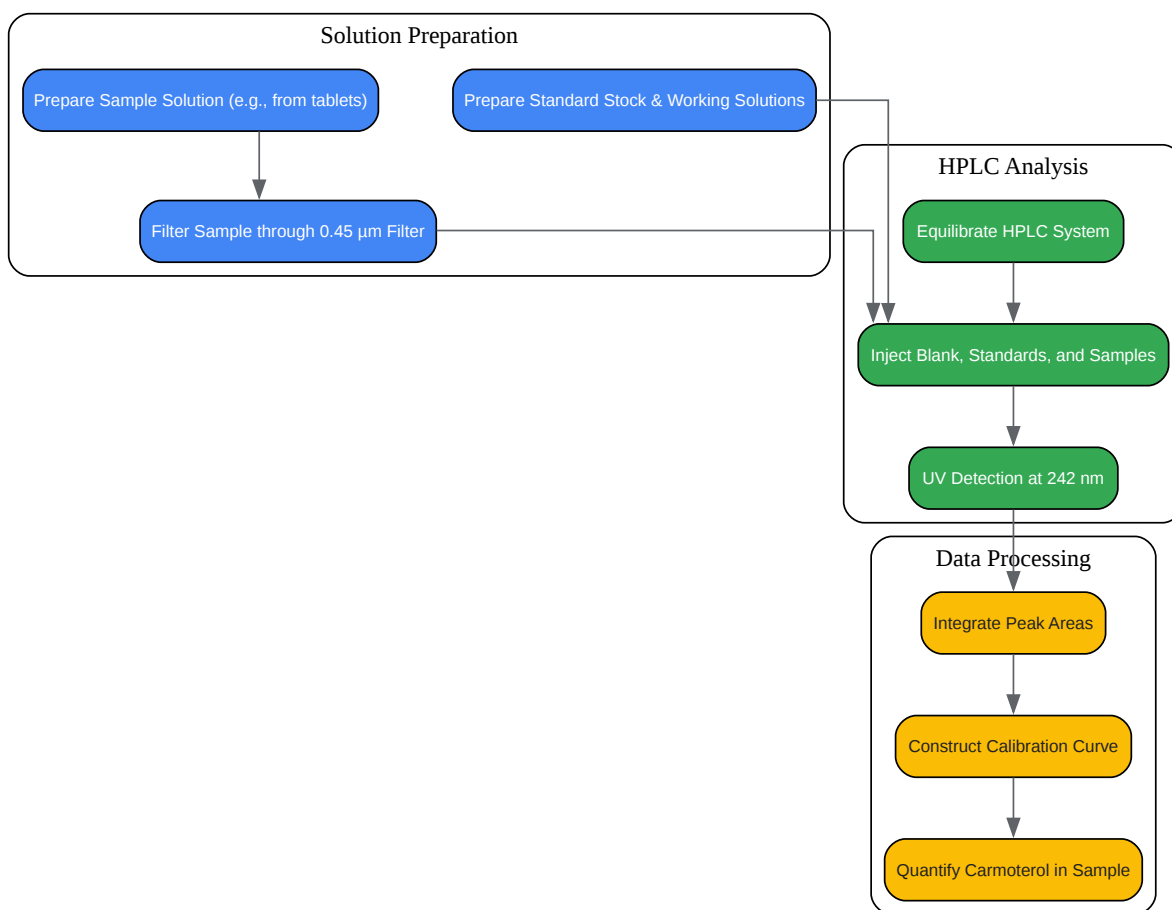 Solution Preparation
Prepare Sample Solution (e.g., from tablets)
Prepare Standard Stock & Working Solutions
Filter Sample through 0.45 µm Filter
HPLC Analysis
Equilibrate HPLC System
Inject Blank, Standards, and Samples
UV Detection at 242 nm
Data Processing
Integrate Peak Areas
Construct Calibration Curve
Quantify Carmoterol in Sample